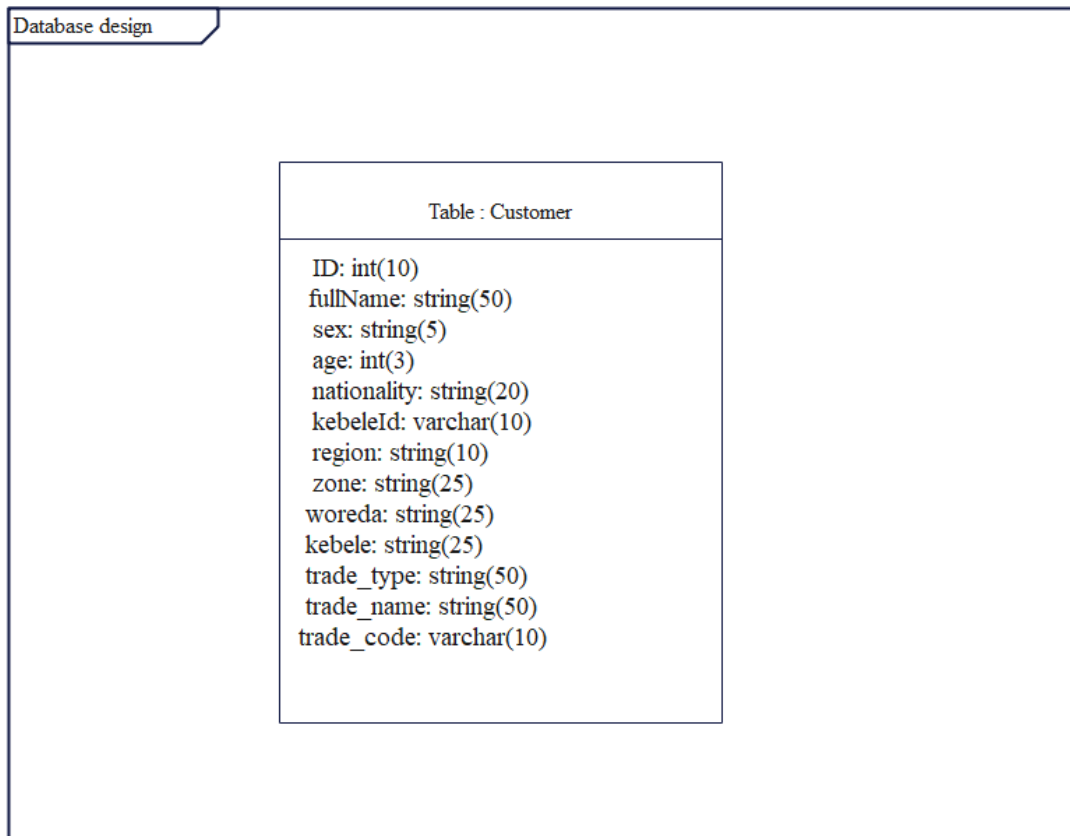 Database design
Table : Customer
ID: int(10)
fullName: string(50)
sex: string(5)
age: int(3)
nationality: string(20)
kebeleId: varchar(10)
region: string(10)
zone: string(25)
woreda: string(25)
kebele: string(25)
trade_type: string(50)
trade_name: string(50)
trade_code: varchar(10)